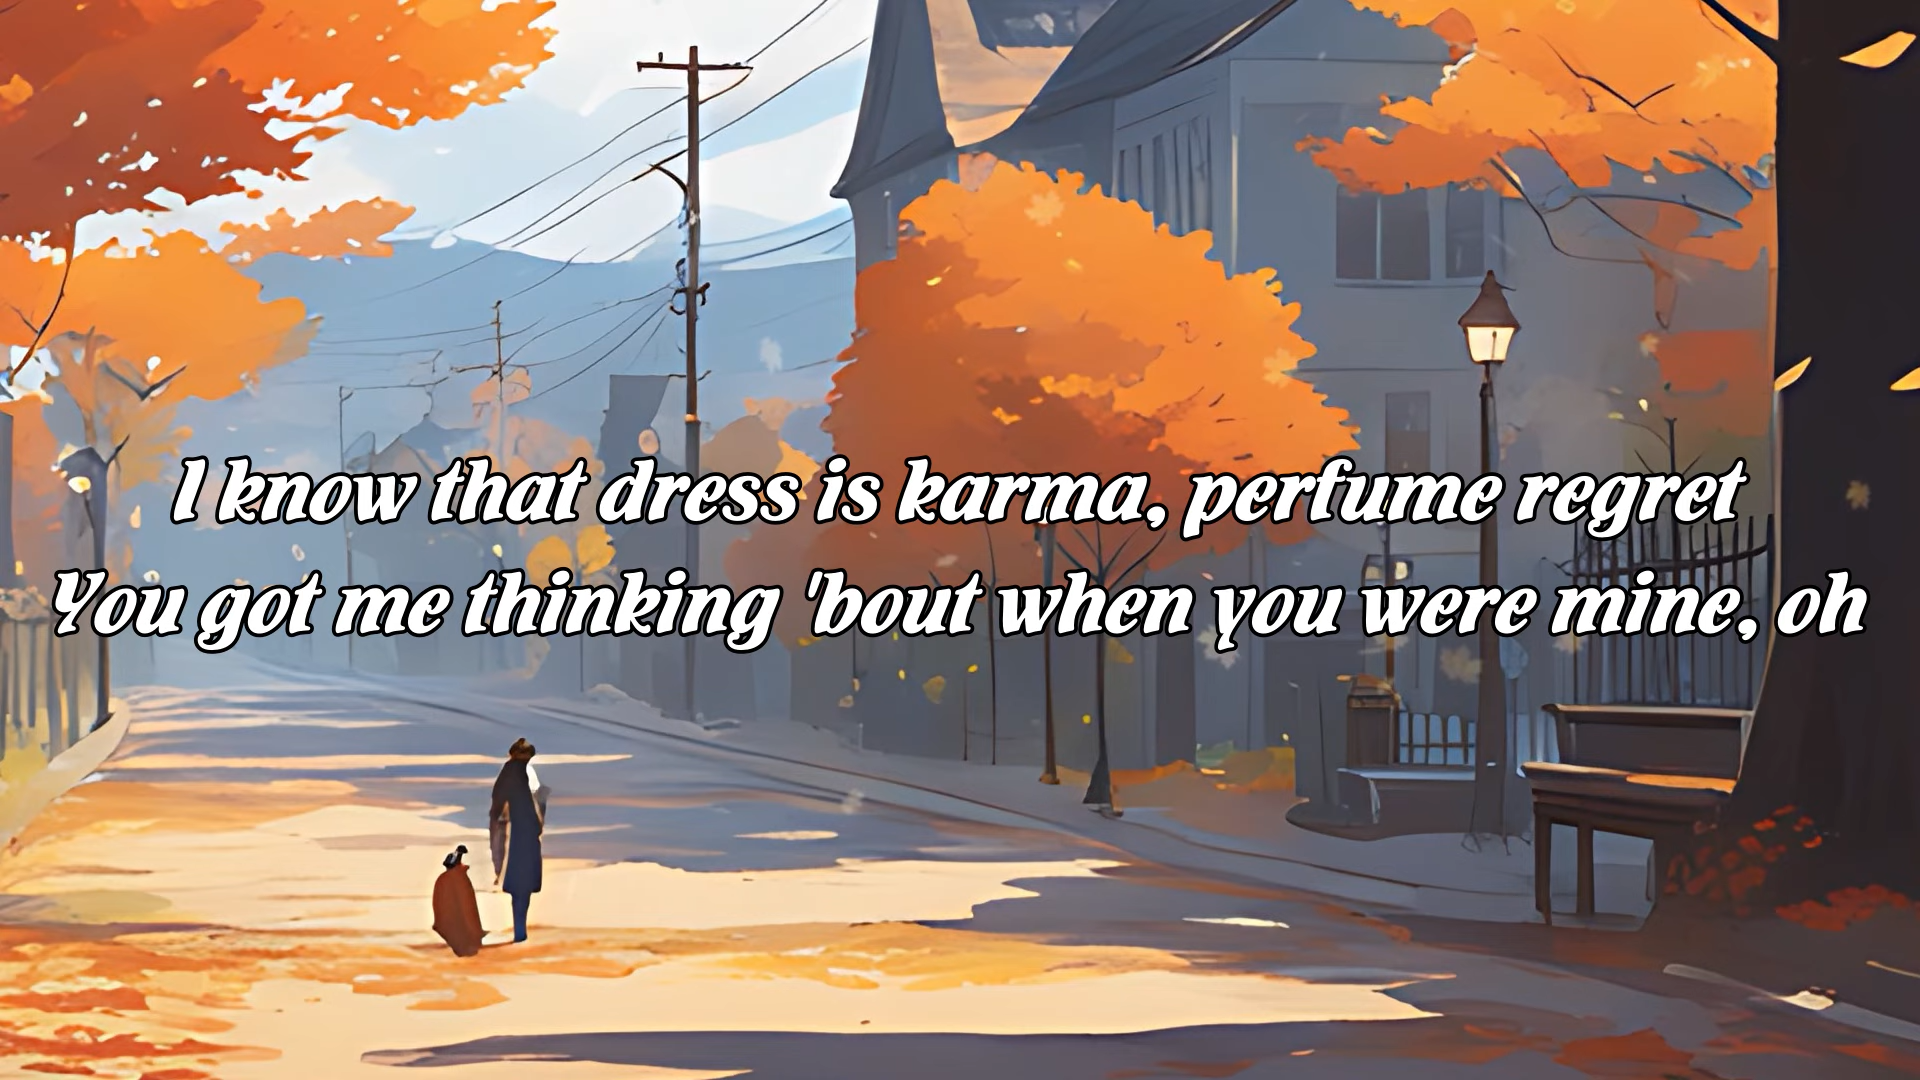 I know that dress is karma, perfume regret
You got me thinking 'bout when you were mine, oh